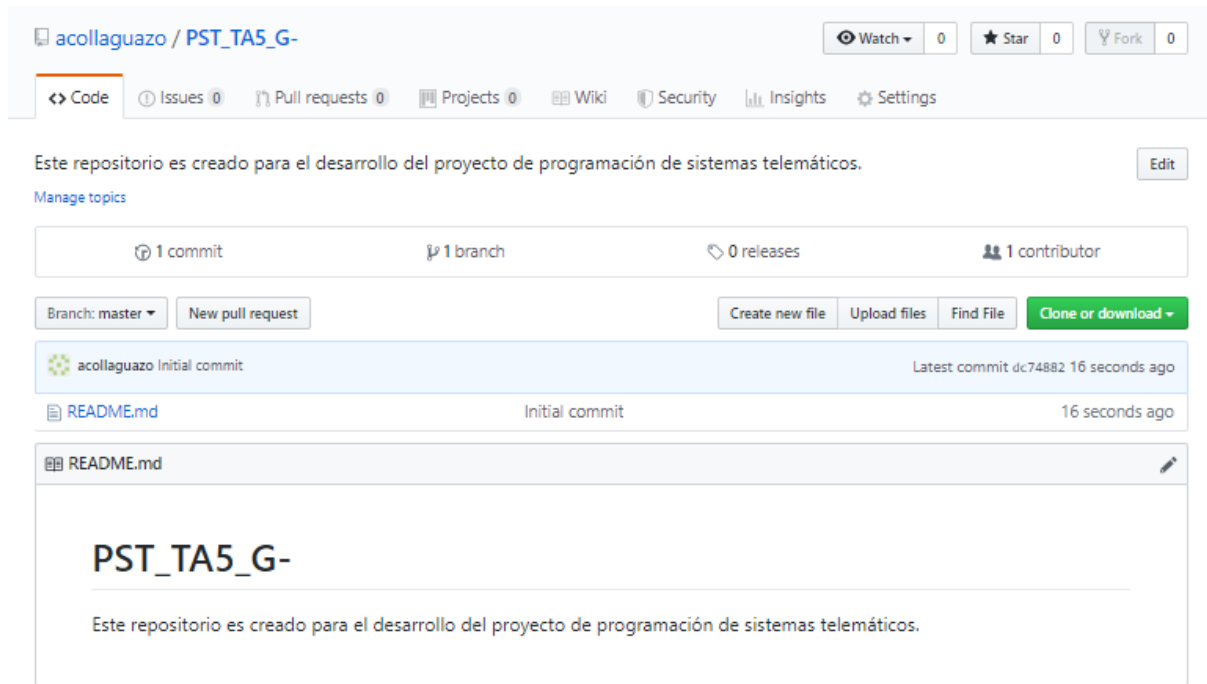 acollaguazo / PST_TA5_G- Watch 0 Star 0 Fork 0
Code Issues 0 Pull requests 0 Projects 0 Wiki Security Insights Settings
Este repositorio es creado para el desarrollo del proyecto de programación de sistemas telemáticos. Edit
Manage topics
1 commit 1 branch 0 releases 1 contributor
Branch: master New pull request Create new file Upload files Find File Clone or download
acollaguazo Initial commit Latest commit dc74882 16 seconds ago
README.md Initial commit 16 seconds ago
README.md
PST_TA5_G-
Este repositorio es creado para el desarrollo del proyecto de programación de sistemas telemáticos.